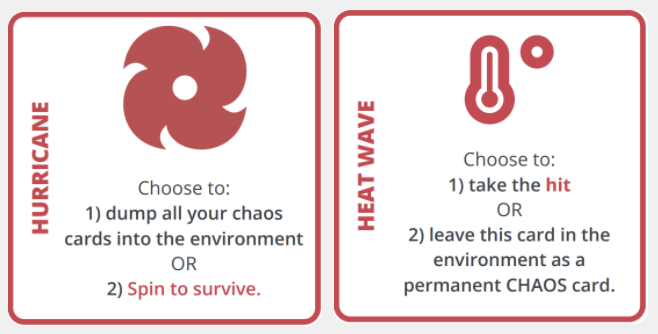 HURRICANE
Choose to:
1) dump all your chaos
cards into the environment
OR
2) Spin to survive.
HEAT WAVE
Choose to:
1) take the hit
OR
2) leave this card in the
environment as a
permanent CHAOS card.